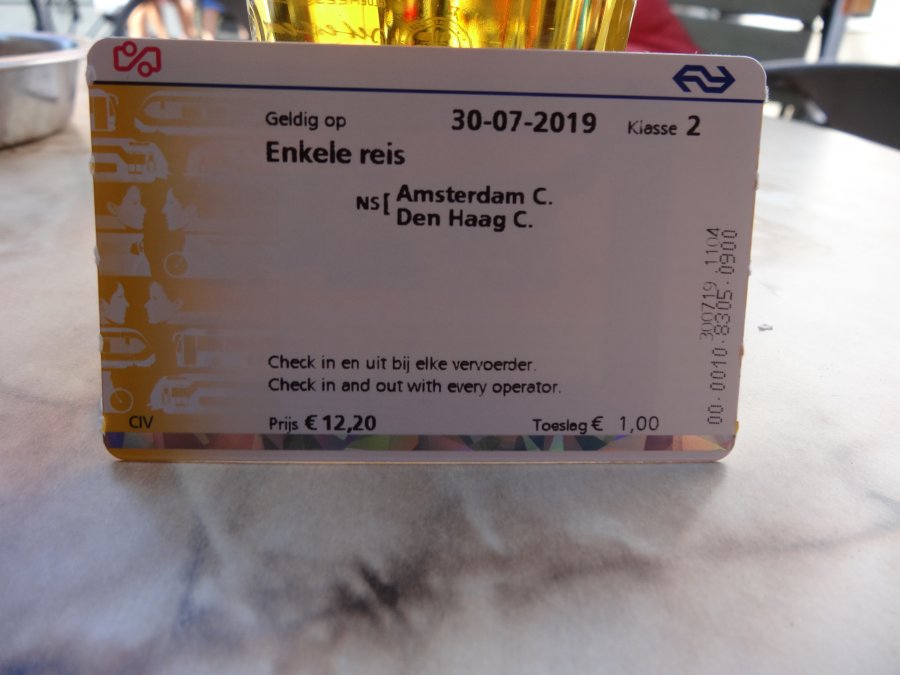 Geldig op 30-07-2019 Klasse 2
Enkele reis
NS[ Amsterdam C.
Den Haag C.
Check in en uit bij elke vervoerder.
Check in and out with every operator.
CIV Prijs € 12,20 Toeslag € 1,00
300719 1104
00-0010-8305-0900